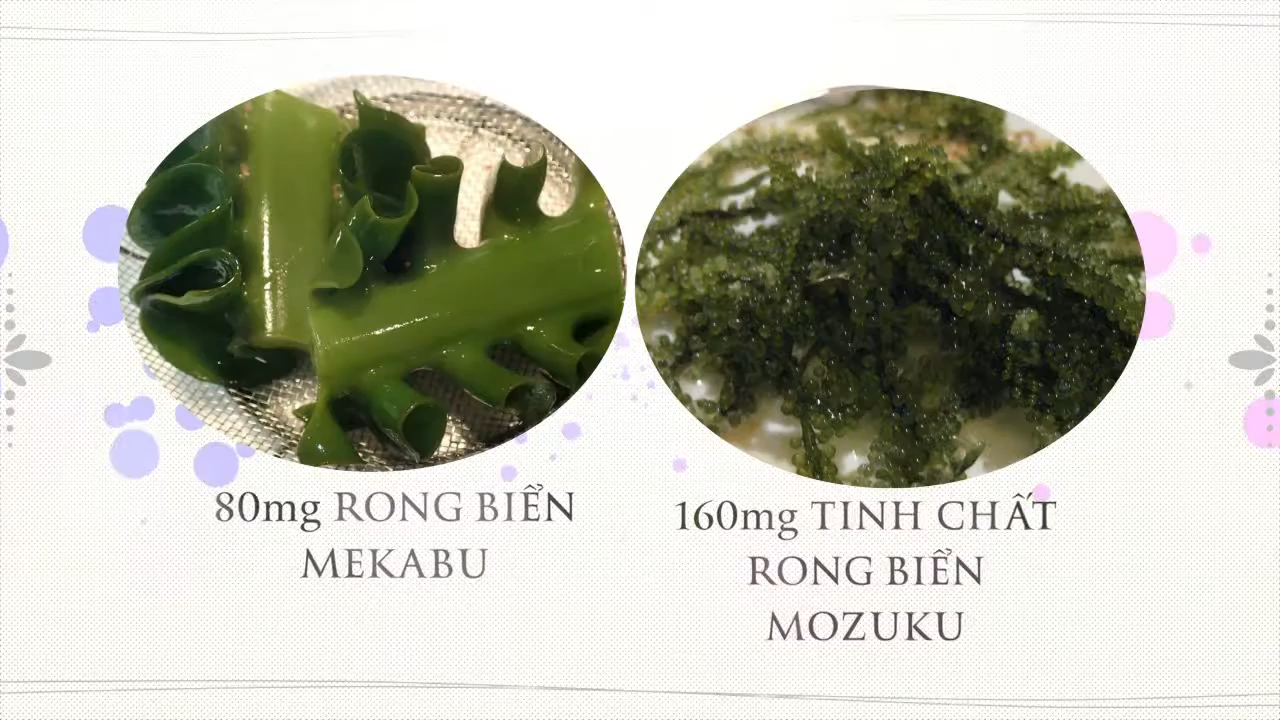 80mg RONG BIỂN
MEKABU
160mg TINH CHẤT
RONG BIỂN
MOZUKU